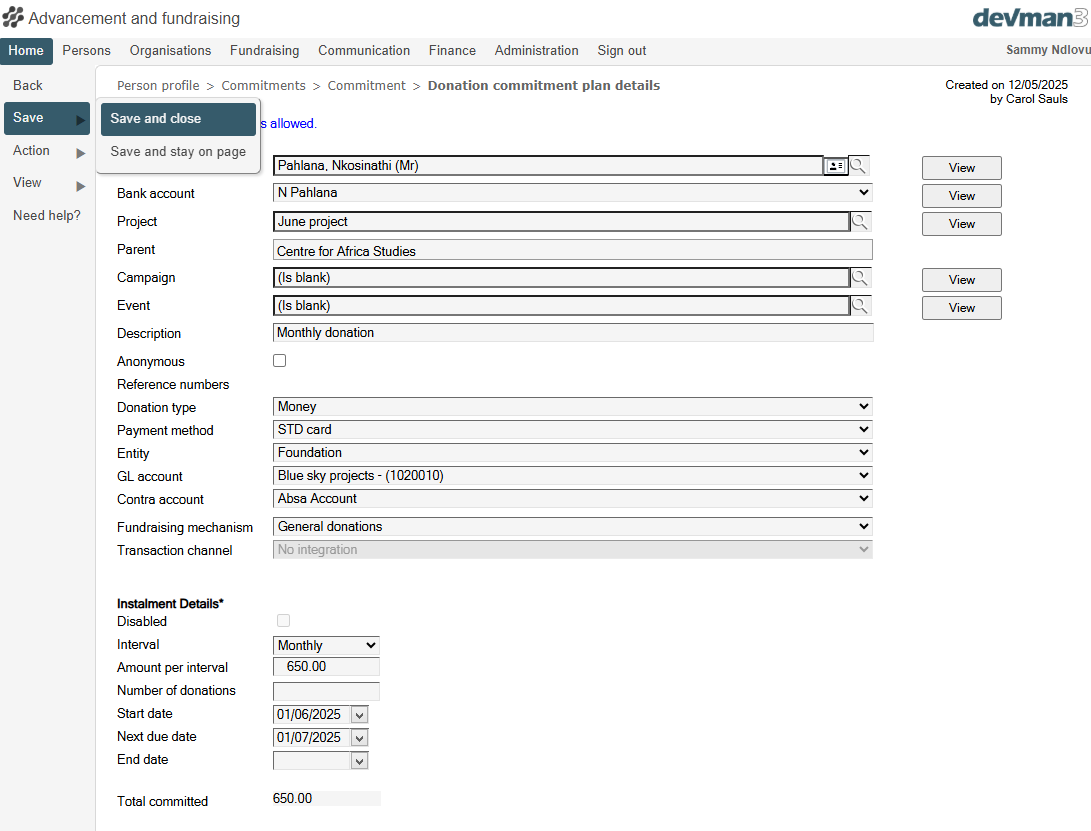 Advancement and fundraising
devman3
Home Persons Organisations Fundraising Communication Finance Administration Sign out Sammy Ndlovu
Back
Person profile > Commitments > Commitment > Donation commitment plan details
Created on 12/05/2025
by Carol Sauls
Save
Save and close
s allowed.
Action
Save and stay on page
View
Need help?
Pahlana, Nkosinathi (Mr) View
Bank account N Pahlana View
Project June project View
Parent Centre for Africa Studies
Campaign (Is blank) View
Event (Is blank) View
Description Monthly donation
Anonymous
Reference numbers
Donation type Money
Payment method STD card
Entity Foundation
GL account Blue sky projects - (1020010)
Contra account Absa Account
Fundraising mechanism General donations
Transaction channel No integration
Instalment Details*
Disabled
Interval Monthly
Amount per interval 650.00
Number of donations
Start date 01/06/2025
Next due date 01/07/2025
End date
Total committed 650.00